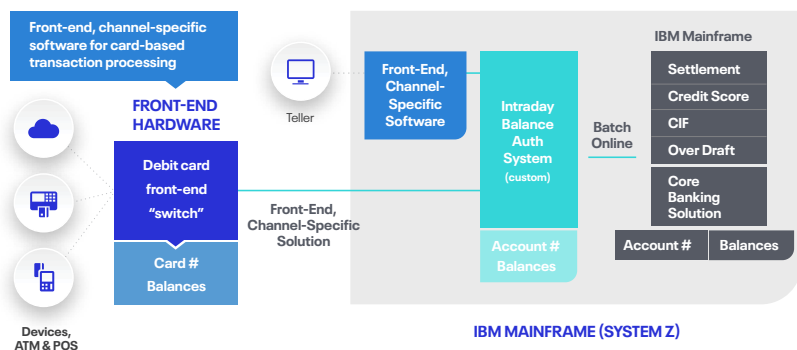 Front-end, channel-specific
software for card-based
transaction processing
FRONT-END
HARDWARE
Debit card
front-end
“switch”
Card #
Balances
Devices,
ATM & POS
Teller
Front-End,
Channel-Specific
Solution
Front-End,
Channel-
Specific
Software
Intraday
Balance
Auth
System
(custom)
Account #
Balances
Batch
Online
IBM Mainframe
Settlement
Credit Score
CIF
Over Draft
Core
Banking
Solution
Account #
Balances
IBM MAINFRAME (SYSTEM Z)